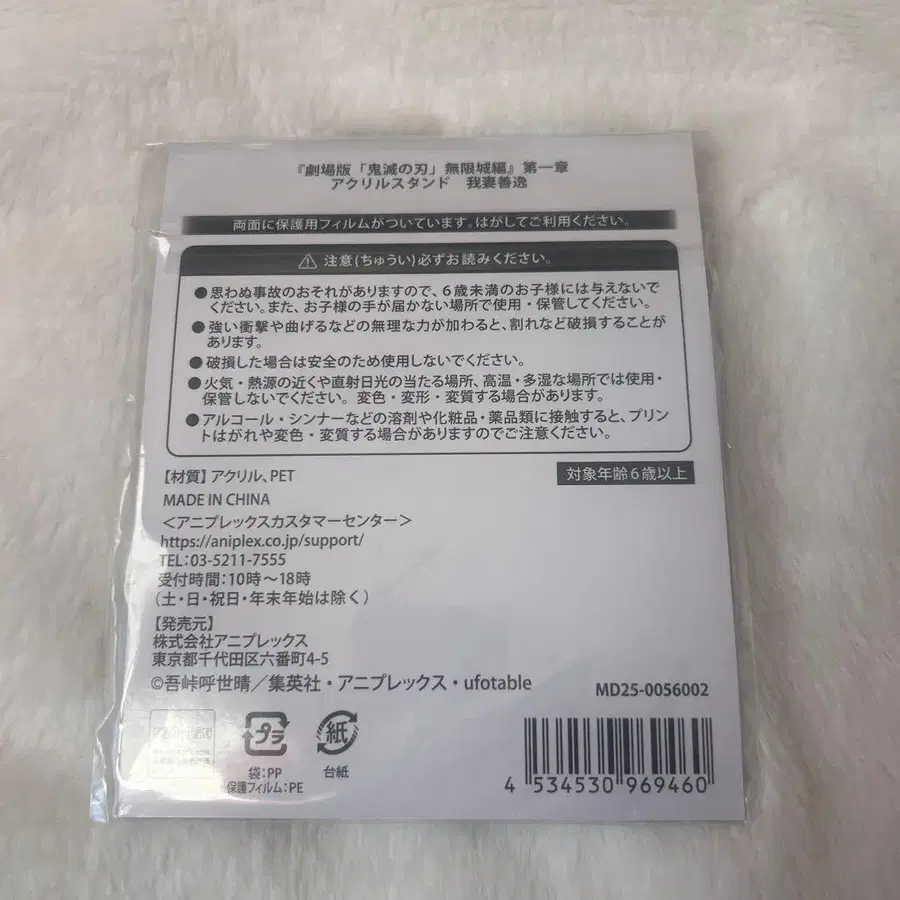 『劇場版「鬼滅の刃」無限城編』第一章
アクリルスタンド　我妻善逸
両面に保護用フィルムがついています。はがしてご利用ください。
注意(ちゅうい)必ずお読みください。
●思わぬ事故のおそれがありますので、6歳未満のお子様には与えないで
ください。また、お子様の手が届かない場所で使用・保管してください。
●強い衝撃や曲げるなどの無理な力が加わると、割れなど破損することが
あります。
●破損した場合は安全のため使用しないでください。
●火気・熱源の近くや直射日光の当たる場所、高温・多湿な場所では使用・
保管しないでください。変色・変形・変質する場合があります。
●アルコール・シンナーなどの溶剤や化粧品・薬品類に接触すると、プリン
トはがれや変色・変質する場合がありますのでご注意ください。
【材質】アクリル、PET
対象年齢6歳以上
MADE IN CHINA
＜アニプレックスカスタマーセンター＞
https://aniplex.co.jp/support/
TEL:03-5211-7555
受付時間：10時～18時
（土・日・祝日・年末年始は除く）
【発売元】
株式会社アニプレックス
東京都千代田区六番町4-5
©吾峠呼世晴／集英社・アニプレックス・ufotable
MD25-0056002
プラ
紙
袋：PP
保護フィルム：PE
台紙
4 534530 969460